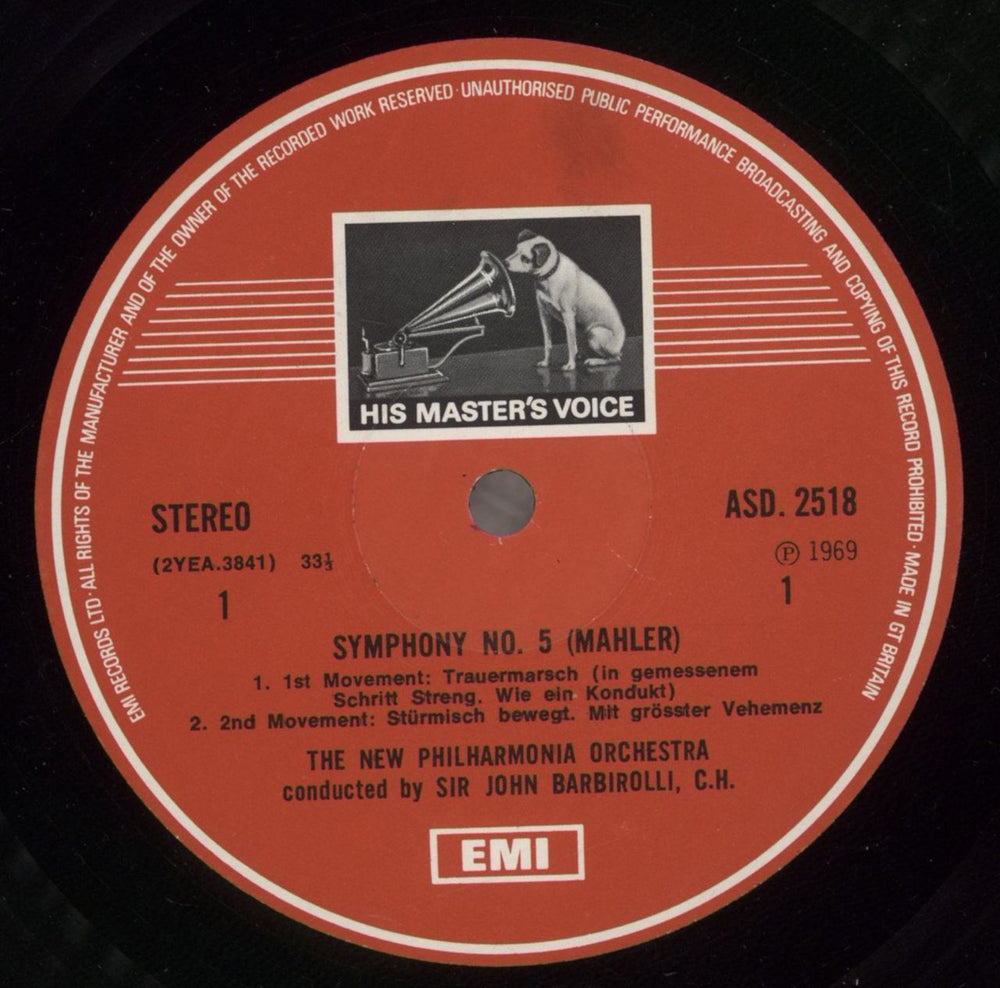 EMI RECORDS LTD · ALL RIGHTS OF THE MANUFACTURER AND OF THE OWNER OF THE RECORDED WORK RESERVED · UNAUTHORISED PUBLIC PERFORMANCE BROADCASTING AND COPYING OF THIS RECORD PROHIBITED · MADE IN GT BRITAIN
HIS MASTER'S VOICE
STEREO
ASD. 2518
(2YEA.3841) 33⅓
℗ 1969
1
1
SYMPHONY NO. 5 (MAHLER)
1. 1st Movement: Trauermarsch (in gemessenem
Schritt Streng. Wie ein Kondukt)
2. 2nd Movement: Stürmisch bewegt. Mit grösster Vehemenz
THE NEW PHILHARMONIA ORCHESTRA
conducted by SIR JOHN BARBIROLLI, C.H.
EMI